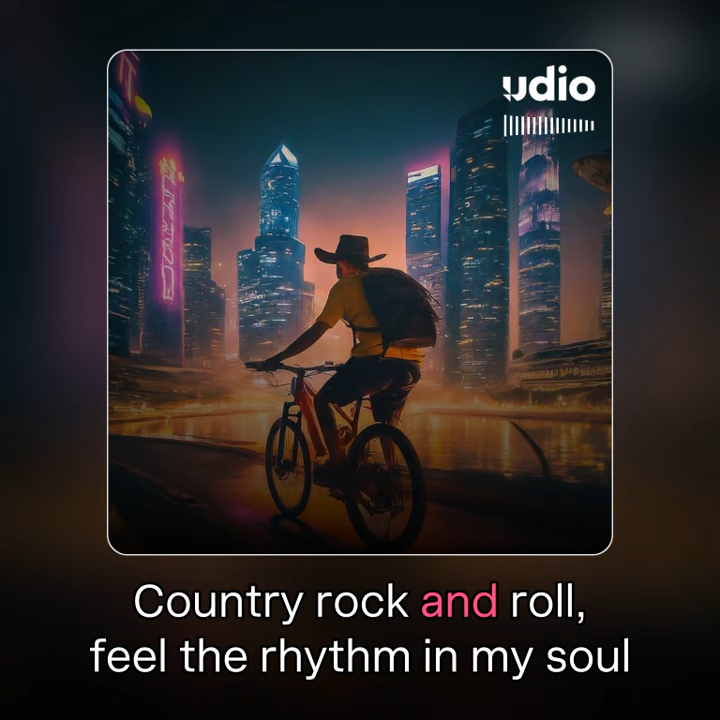 udio
Country rock and roll,
feel the rhythm in my soul